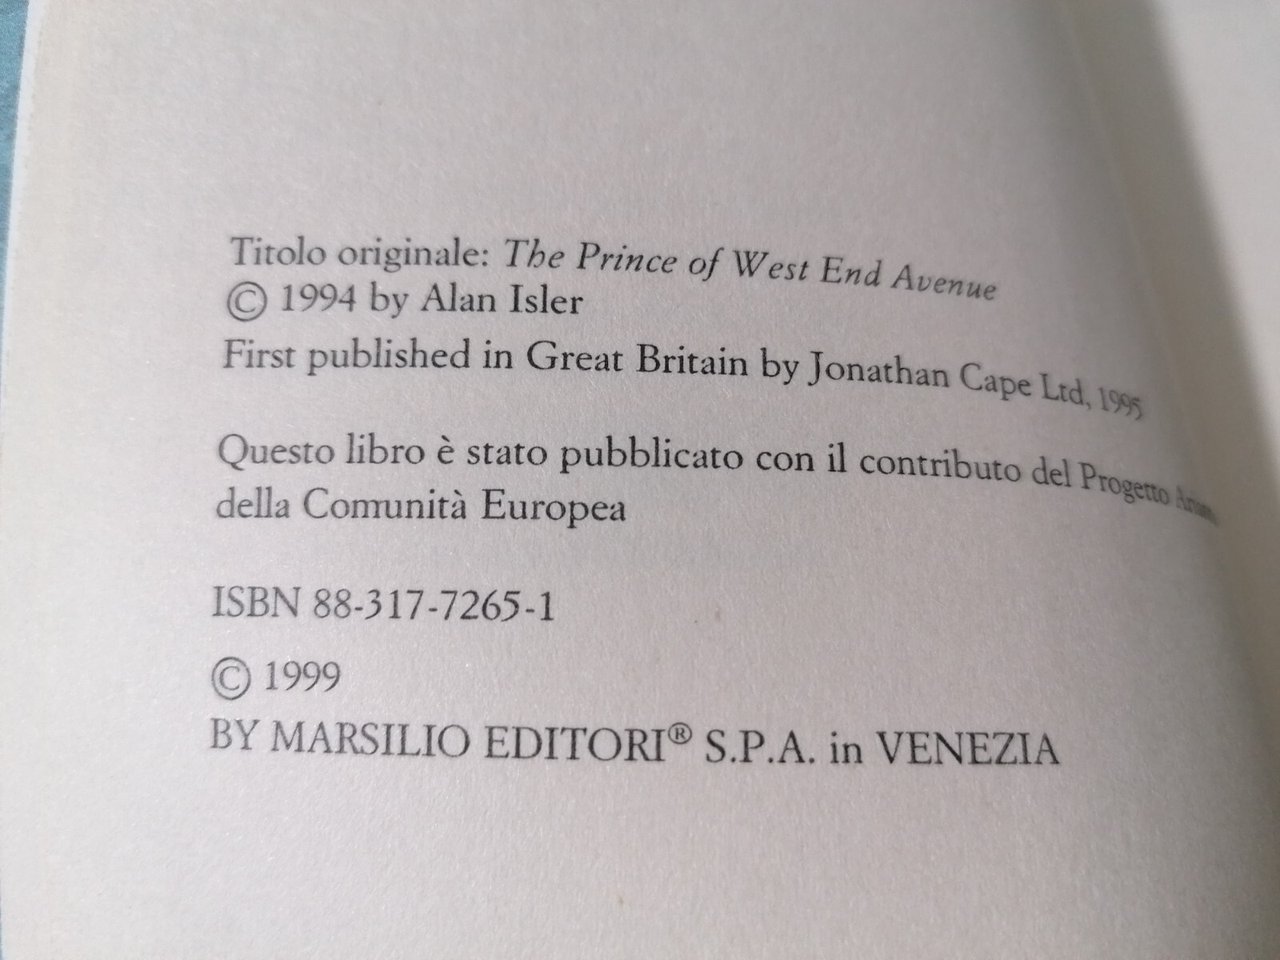 Titolo originale: The Prince of West End Avenue
© 1994 by Alan Isler
First published in Great Britain by Jonathan Cape Ltd, 1995
Questo libro è stato pubblicato con il contributo del Progetto
della Comunità Europea
ISBN 88-317-7265-1
© 1999
BY MARSILIO EDITORI® S.P.A. in VENEZIA